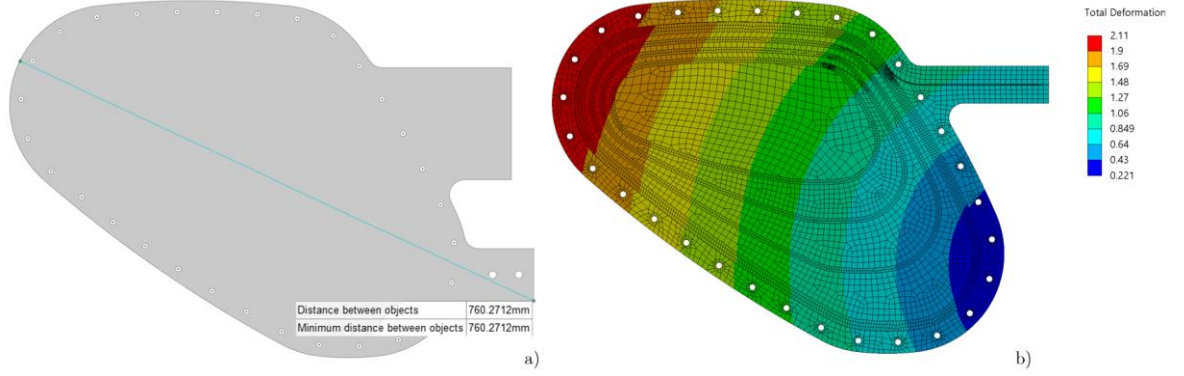 Distance between objects 760.2712mm
Minimum distance between objects 760.2712mm
a)
Total Deformation
2.11
1.9
1.69
1.48
1.27
1.06
0.849
0.64
0.43
0.221
b)